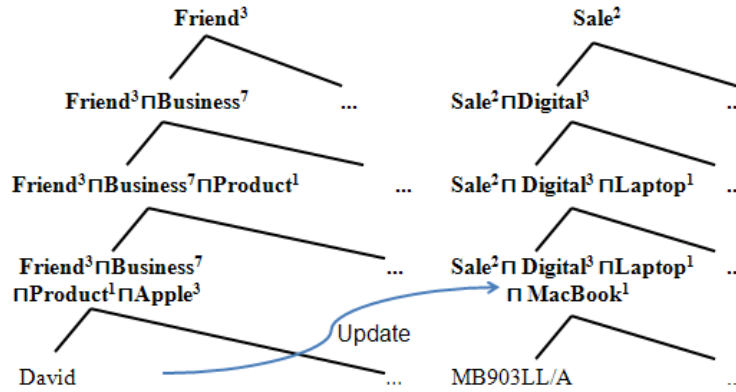 Friend³
Sale²
Friend³⊓Business⁷
...
Sale²⊓Digital³
..
Friend³⊓Business⁷⊓Product¹
...
Sale²⊓ Digital³ ⊓Laptop¹
..
Friend³⊓Business⁷
⊓Product¹⊓Apple³
...
Sale²⊓ Digital³ ⊓Laptop¹
⊓ MacBook¹
..
Update
David
...
MB903LL/A
..